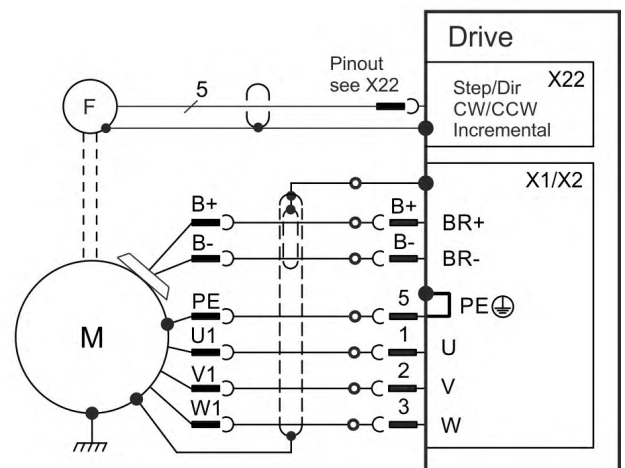 Drive
Pinout
see X22
X22
F
5
Step/Dir
CW/CCW
Incremental
X1/X2
B+
B+
BR+
B-
B-
BR-
PE
5
PE
M
U1
1
U
V1
2
V
W1
3
W